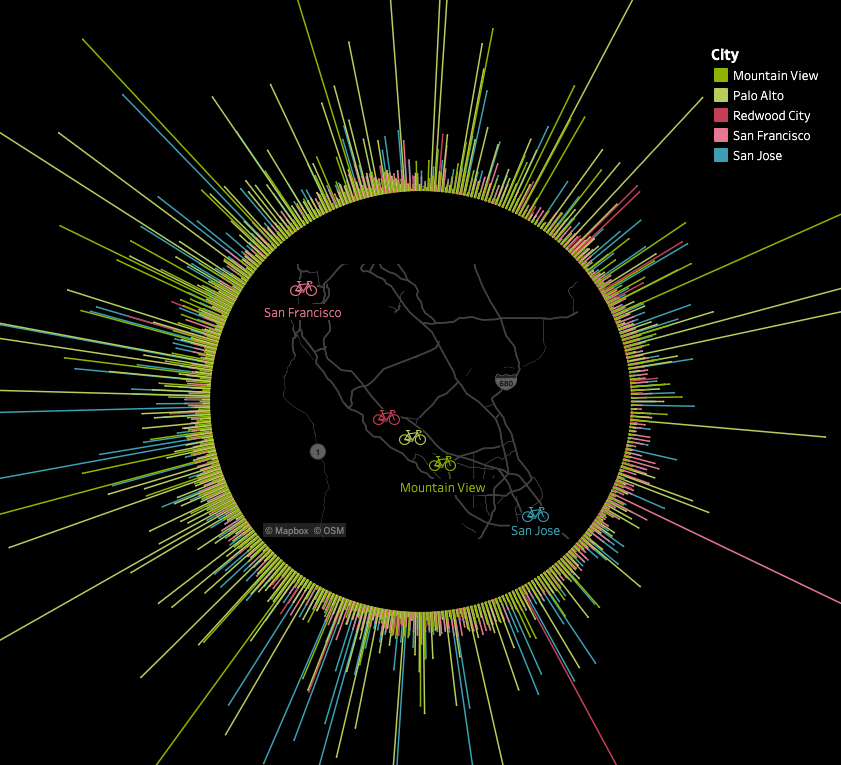 City
Mountain View
Palo Alto
Redwood City
San Francisco
San Jose
San Francisco
680
1
Mountain View
San Jose
© Mapbox © OSM